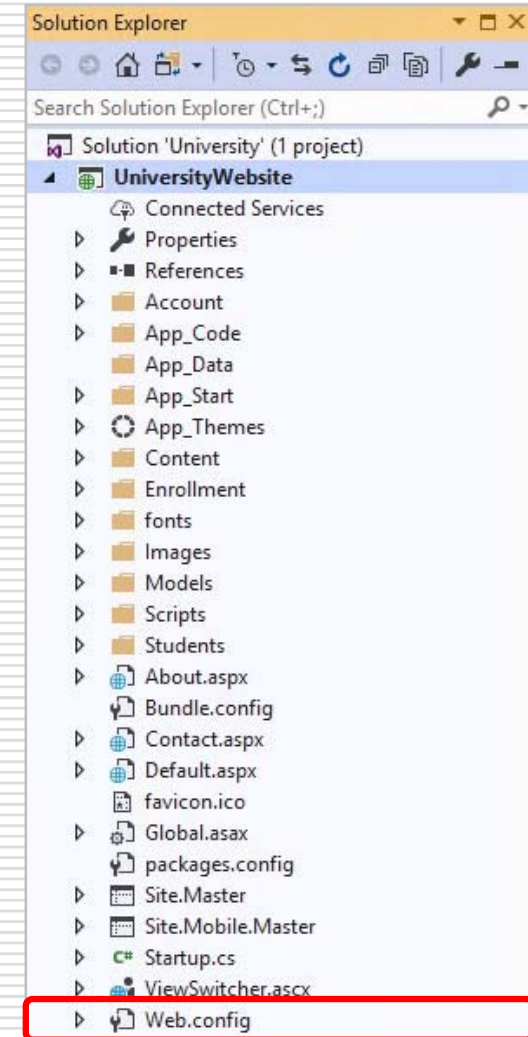 Solution Explorer
Search Solution Explorer (Ctrl+;)
Solution 'University' (1 project)
UniversityWebsite
Connected Services
Properties
References
Account
App_Code
App_Data
App_Start
App_Themes
Content
Enrollment
fonts
Images
Models
Scripts
Students
About.aspx
Bundle.config
Contact.aspx
Default.aspx
favicon.ico
Global.asax
packages.config
Site.Master
Site.Mobile.Master
C# Startup.cs
ViewSwitcher.ascx
Web.config